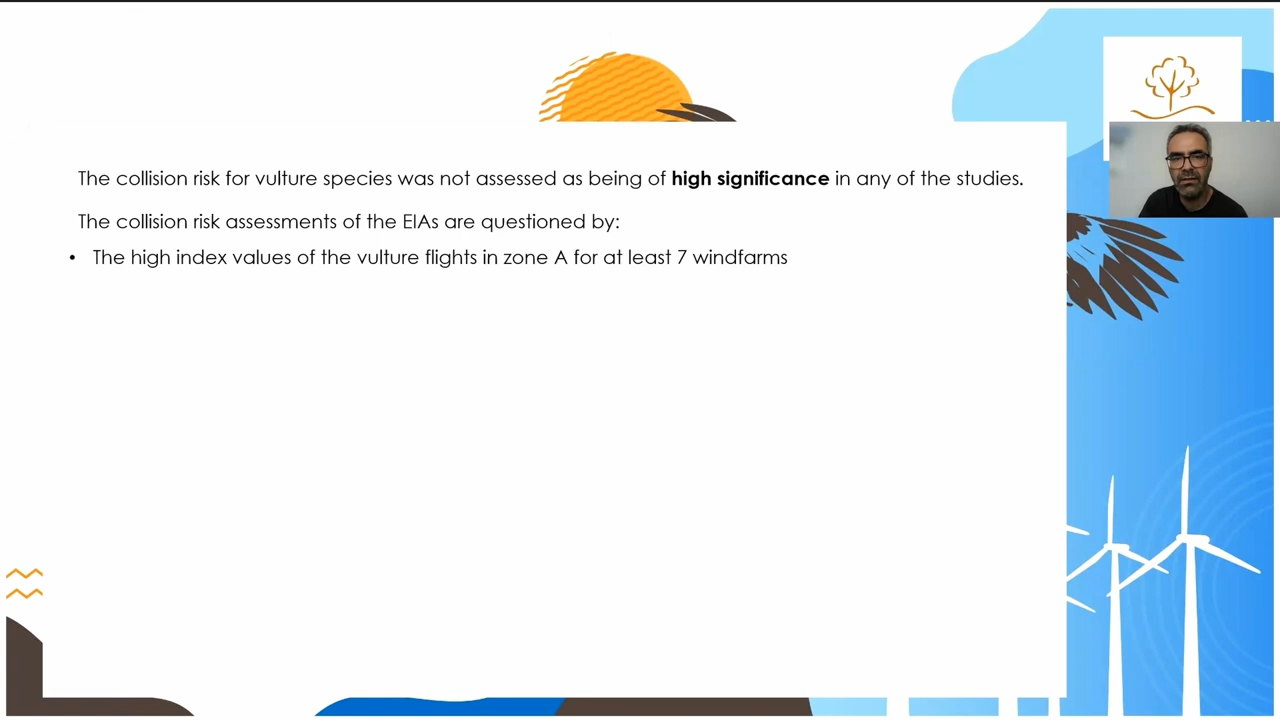 The collision risk for vulture species was not assessed as being of high significance in any of the studies.
The collision risk assessments of the EIAs are questioned by:
• The high index values of the vulture flights in zone A for at least 7 windfarms